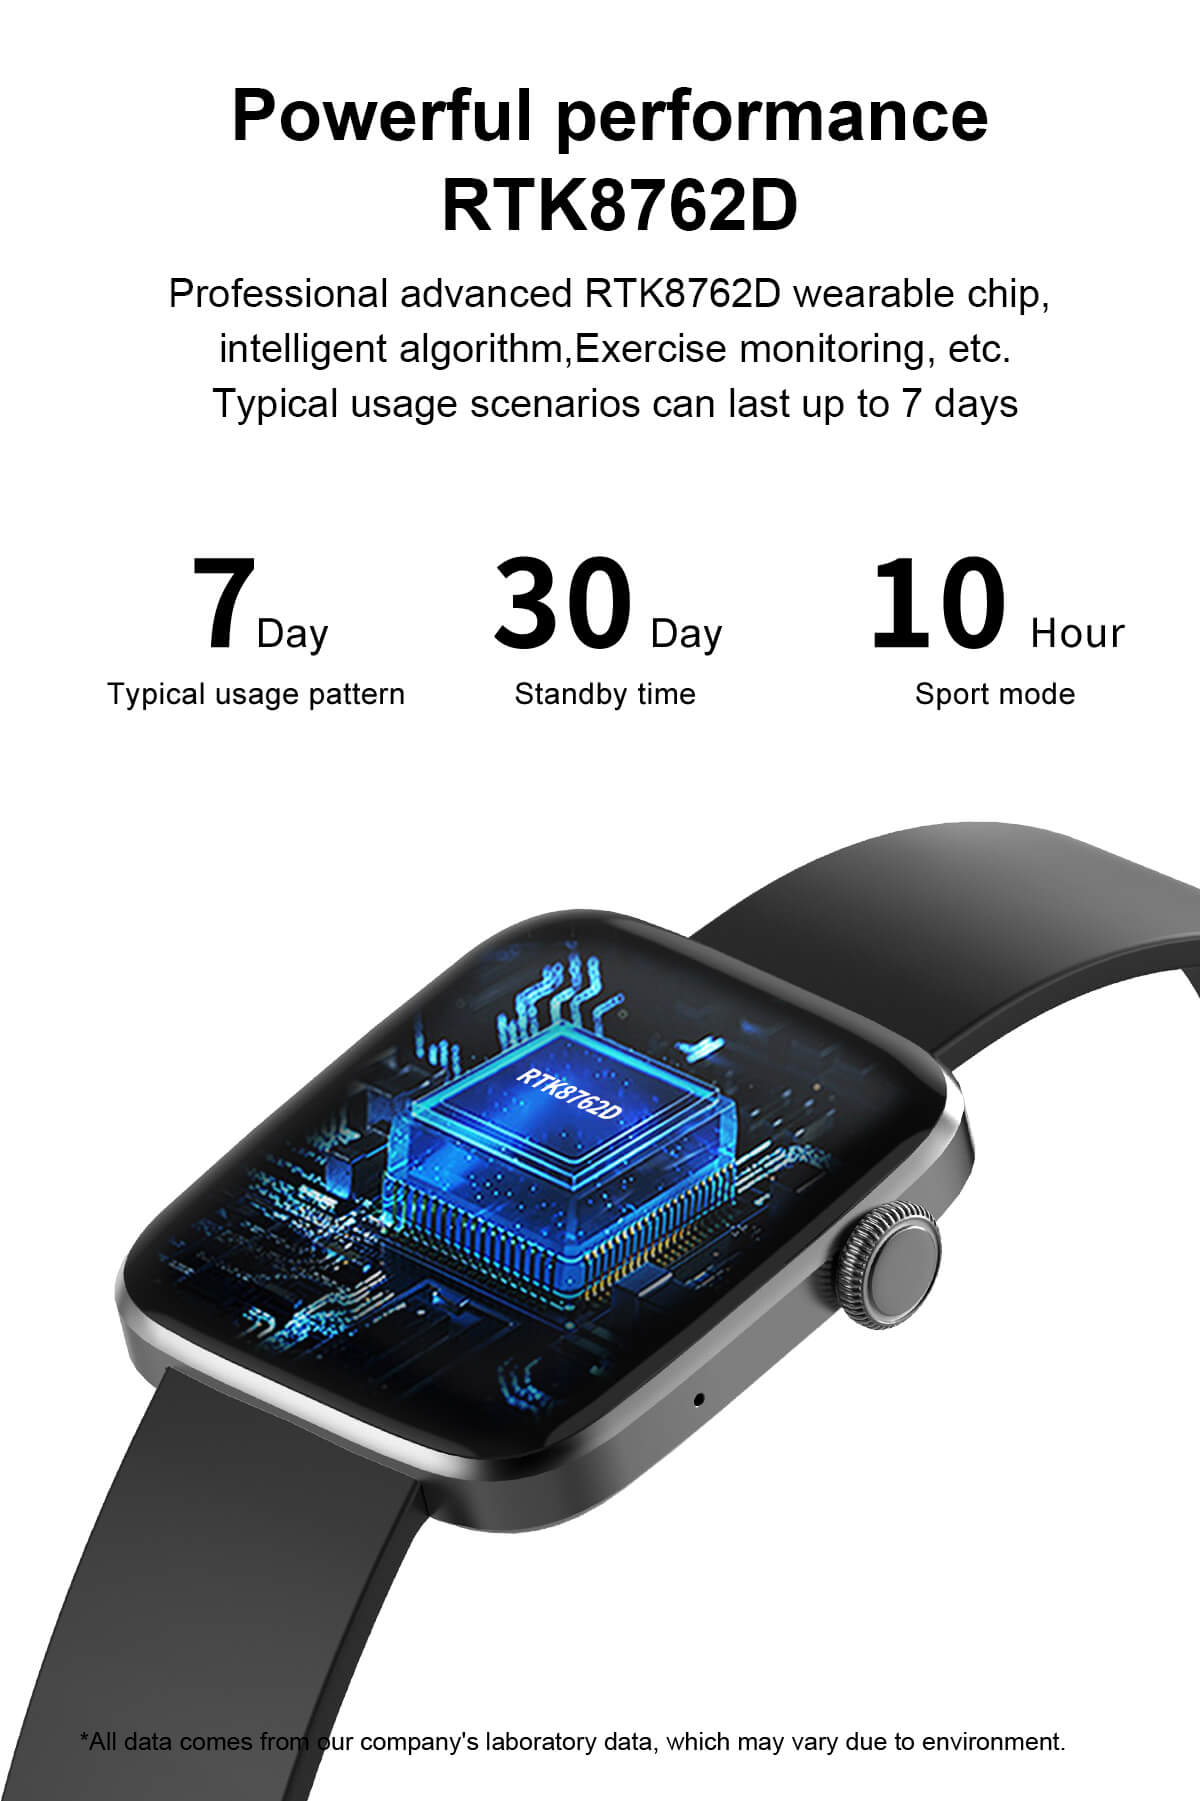 Powerful performance
RTK8762D
Professional advanced RTK8762D wearable chip,
intelligent algorithm,Exercise monitoring, etc.
Typical usage scenarios can last up to 7 days
7 Day
Typical usage pattern
30 Day
Standby time
10 Hour
Sport mode
RTK8762D
*All data comes from our company's laboratory data, which may vary due to environment.